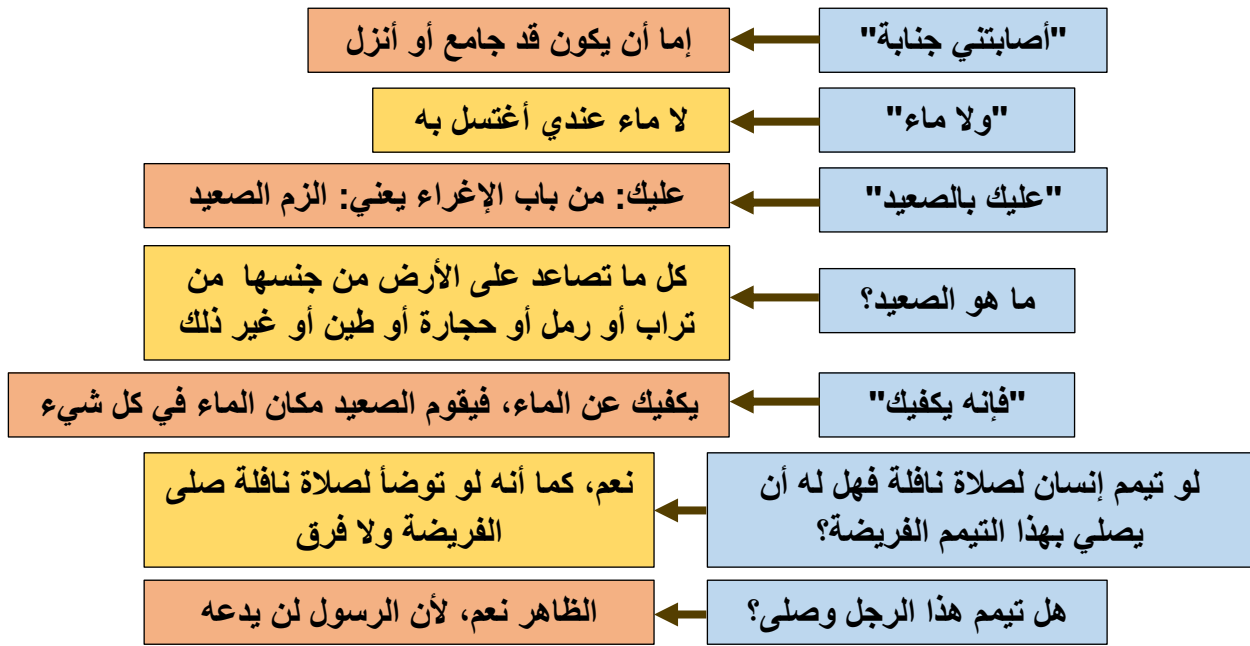 "أصابتني جنابة"
إما أن يكون قد جامع أو أنزل
"ولا ماء"
لا ماء عندي أغتسل به
"عليك بالصعيد"
عليك: من باب الإغراء يعني: الزم الصعيد
ما هو الصعيد؟
كل ما تصاعد على الأرض من جنسها من
تراب أو رمل أو حجارة أو طين أو غير ذلك
"فإنه يكفيك"
يكفيك عن الماء، فيقوم الصعيد مكان الماء في كل شيء
لو تيمم إنسان لصلاة نافلة فهل له أن
يصلي بهذا التيمم الفريضة؟
نعم، كما أنه لو توضأ لصلاة نافلة صلى
الفريضة ولا فرق
هل تيمم هذا الرجل وصلى؟
الظاهر نعم، لأن الرسول لن يدعه